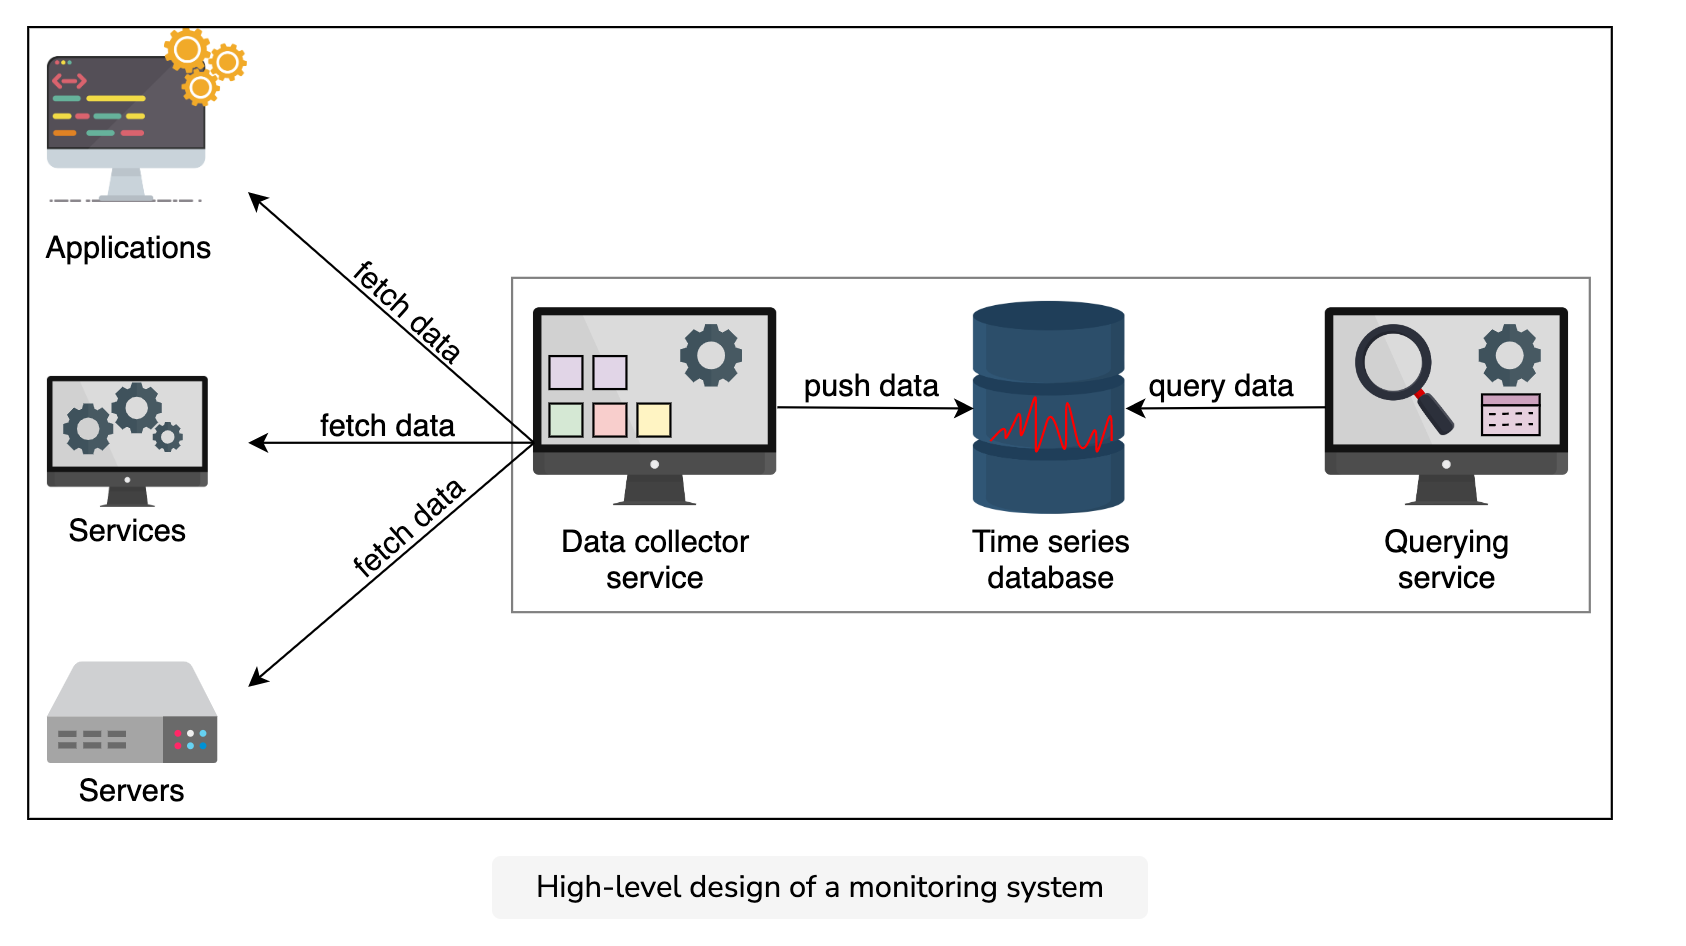 Applications
fetch data
fetch data
Services
fetch data
Servers
push data
query data
Data collector
service
Time series
database
Querying
service
High-level design of a monitoring system